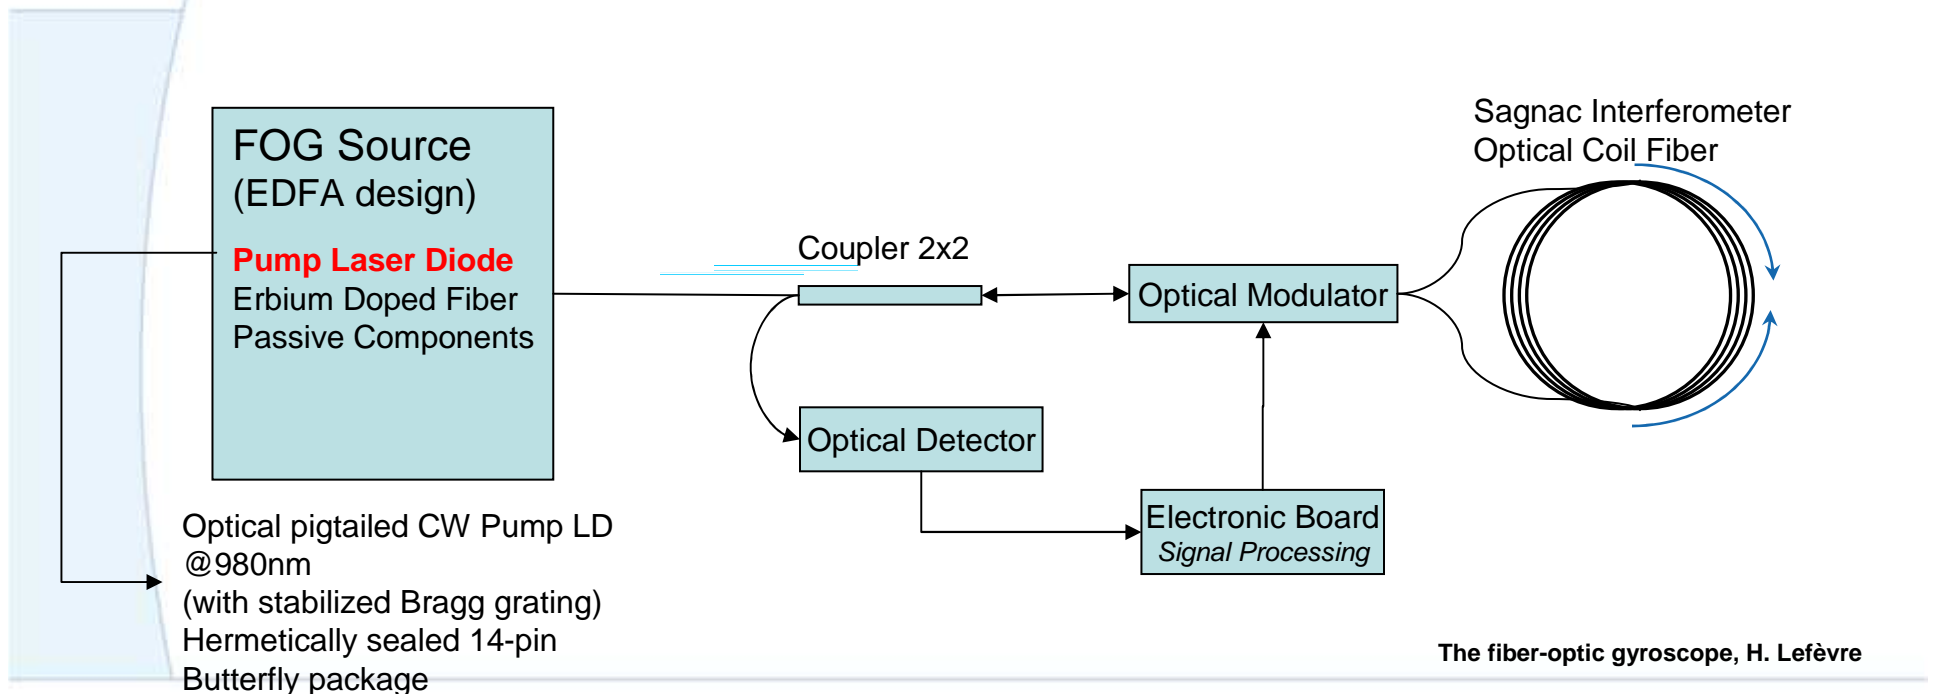 Sagnac Interferometer
Optical Coil Fiber
FOG Source
(EDFA design)
Pump Laser Diode
Erbium Doped Fiber
Passive Components
Coupler 2x2
Optical Modulator
Optical Detector
Electronic Board
Signal Processing
Optical pigtailed CW Pump LD
@980nm
(with stabilized Bragg grating)
Hermetically sealed 14-pin
Butterfly package
The fiber-optic gyroscope, H. Lefèvre